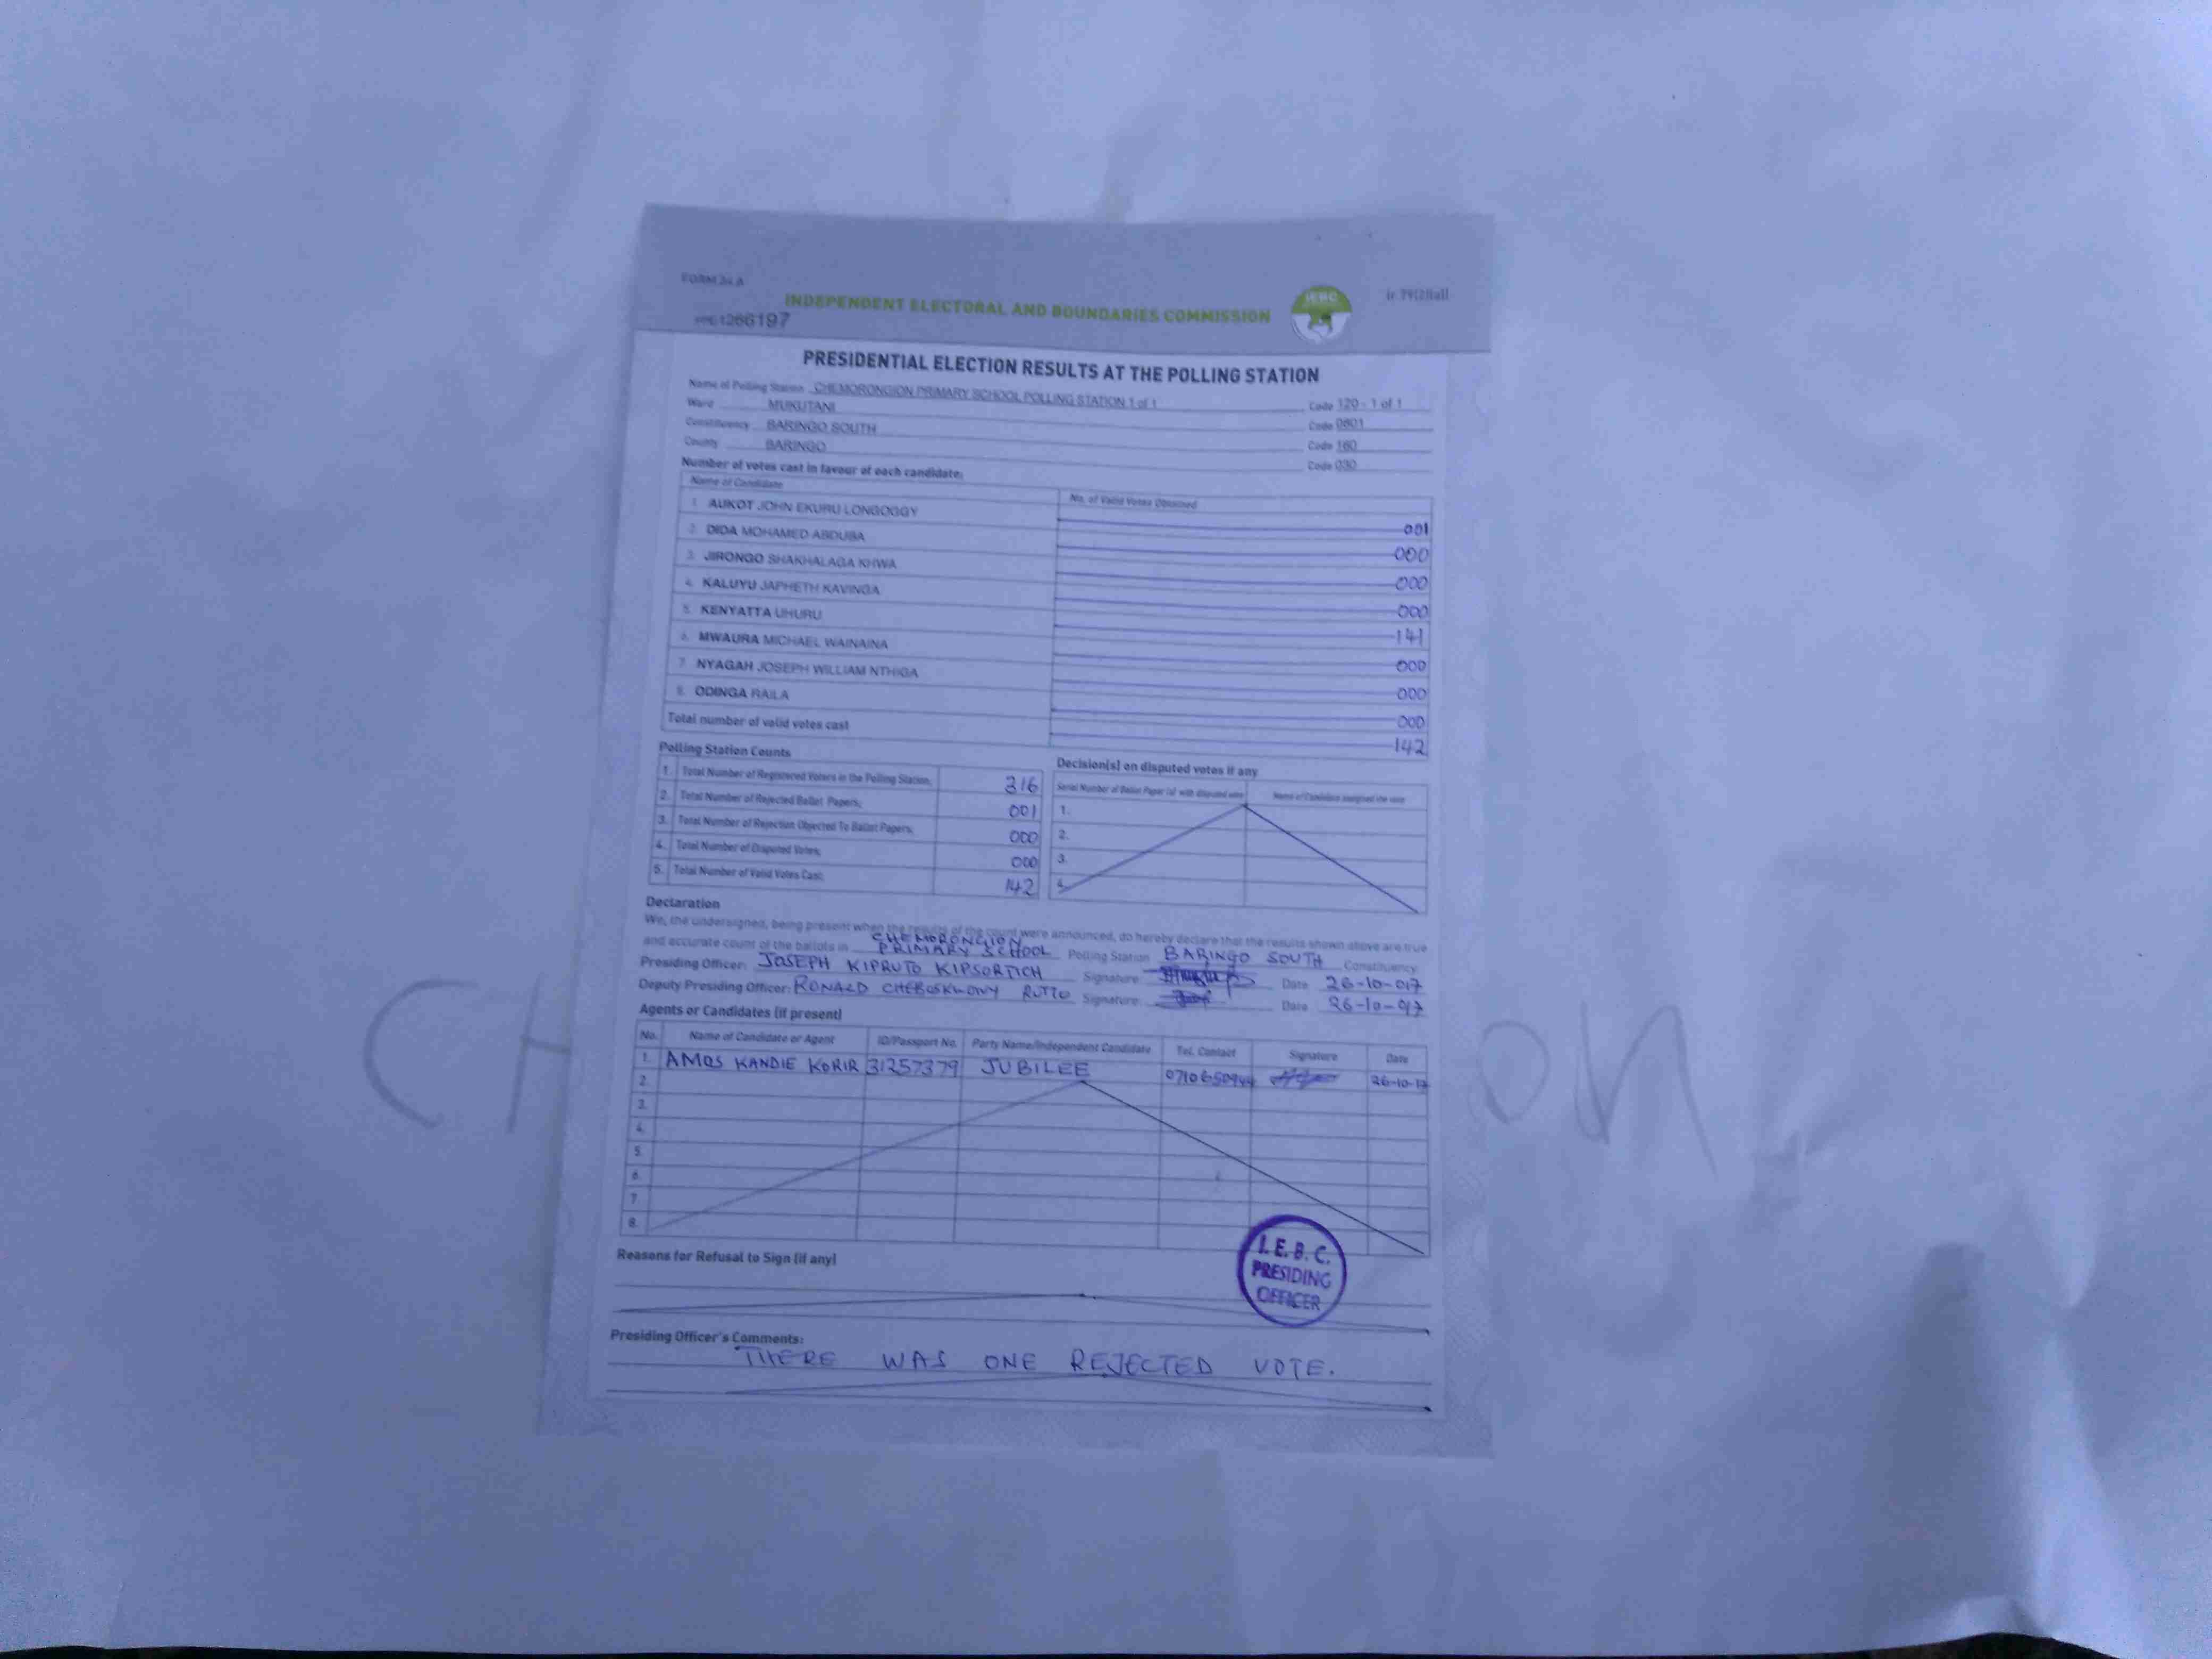 FORM 34 A
INDEPENDENT ELECTORAL AND BOUNDARIES COMMISSION
IEBC
1266197
PRESIDENTIAL ELECTION RESULTS AT THE POLLING STATION
Name of Polling Station CHEMORONGION PRIMARY SCHOOL POLLING STATION 1 of 1 Code 120 - 1 of 1
Ward MUKUTANI Code 0801
Constituency BARINGO SOUTH Code 160
County BARINGO Code 030
Number of votes cast in favour of each candidate:
Name of Candidate No. of Valid Votes Obtained
1. AUKOT JOHN EKURU LONGOGGY 001
2. DIDA MOHAMED ABDUBA 000
3. JIRONGO SHAKHALAGA KHWA 000
4. KALUYU JAPHETH KAVINGA 000
5. KENYATTA UHURU 141
6. MWAURA MICHAEL WAINAINA 000
7. NYAGAH JOSEPH WILLIAM NTHIGA 000
8. ODINGA RAILA 000
Total number of valid votes cast 142
Polling Station Counts
1. Total Number of Registered Voters in the Polling Station; 316
2. Total Number of Rejected Ballot Papers; 001
3. Total Number of Rejection Objected To Ballot Papers; 000
4. Total Number of Disputed Votes; 000
5. Total Number of Valid Votes Cast; 142
Decision(s) on disputed votes if any
Serial Number of Ballot Paper (s) with disputed vote Name of Candidate assigned the vote
1.
2.
3.
4.
Declaration
We, the undersigned, being present when the results of the count were announced, do hereby declare that the results shown above are true
and accurate count of the ballots in CHEMORONGION PRIMARY SCHOOL Polling Station BARINGO SOUTH Constituency
Presiding Officer: JOSEPH KIPRUTO KIPSORTICH Signature Date 26-10-017
Deputy Presiding Officer: RONALD RUTTO Signature: Date 26-10-017
Agents or Candidates (if present)
No. Name of Candidate or Agent ID/Passport No. Party Name/Independent Candidate Tel. Contact Signature Date
1. AMOS KANDIE KORIR 31257379 JUBILEE 0710650944 26-10-17
2.
3.
4.
5.
6.
7.
8.
I. E. B. C.
PRESIDING
OFFICER
Reasons for Refusal to Sign (if any)
Presiding Officer's Comments:
THERE WAS ONE REJECTED VOTE.
CH
ON